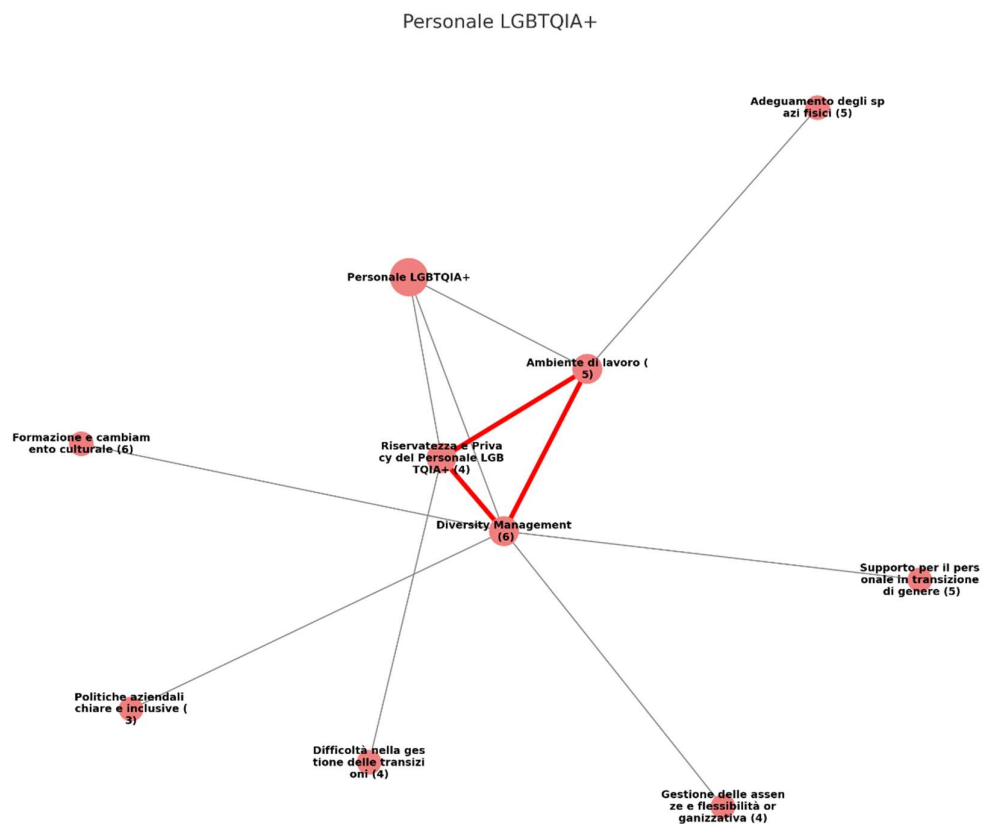 Personale LGBTQIA+
Adeguamento degli sp
azi fisici (5)
Personale LGBTQIA+
Ambiente di lavoro (
5)
Formazione e cambiam
ento culturale (6)
Riservatezza e Priva
cy del Personale LGB
TQIA+ (4)
Diversity Management
(6)
Supporto per il pers
onale in transizione
di genere (5)
Politiche aziendali
chiare e inclusive (
3)
Difficoltà nella ges
tione delle transizi
oni (4)
Gestione delle assen
ze e flessibilità or
ganizzativa (4)